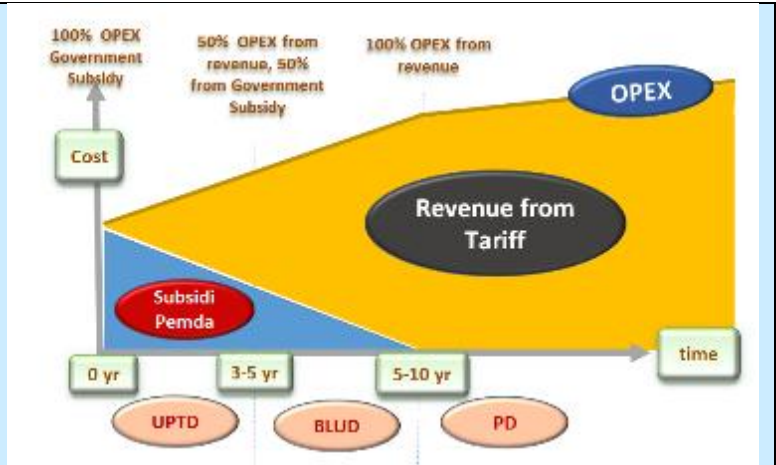 100% OPEX
Government
Subsidy
50% OPEX from
revenue, 50%
from Government
Subsidy
100% OPEX from
revenue
OPEX
Cost
Revenue from
Tariff
Subsidi
Pemda
time
0 yr
3-5 yr
5-10 yr
UPTD
BLUD
PD